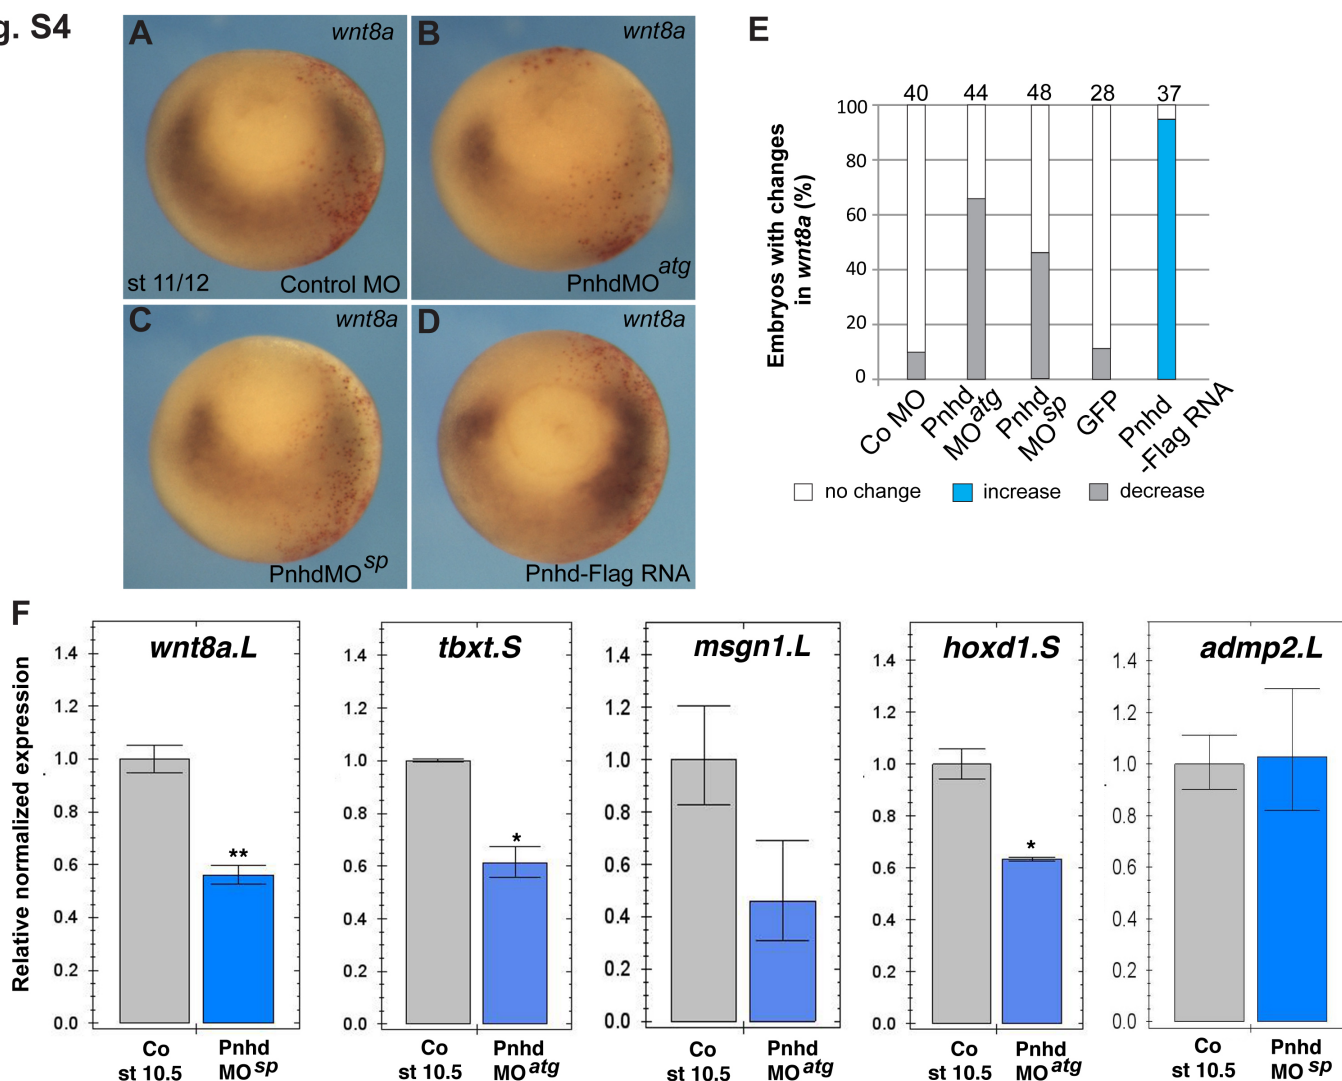 g. S4
A wnt8a
st 11/12 Control MO
B wnt8a
PnhdMO^atg
C wnt8a
PnhdMO^sp
D wnt8a
Pnhd-Flag RNA
E
Embryos with changes
in wnt8a (%)
40 44 48 28 37
100
80
60
40
20
0
Co MO
Pnhd
MO^atg
Pnhd
MO^sp
GFP
Pnhd
-Flag RNA
no change increase decrease
F
Relative normalized expression
wnt8a.L
1.4
1.2
1.0
0.8
0.6
0.4
0.2
0.0
**
Co
st 10.5
Pnhd
MO^sp
tbxt.S
1.4
1.2
1.0
0.8
0.6
0.4
0.2
0.0
*
Co
st 10.5
Pnhd
MO^atg
msgn1.L
1.4
1.2
1.0
0.8
0.6
0.4
0.2
0.0
Co
st 10.5
Pnhd
MO^atg
hoxd1.S
1.4
1.2
1.0
0.8
0.6
0.4
0.2
0.0
*
Co
st 10.5
Pnhd
MO^atg
admp2.L
1.4
1.2
1.0
0.8
0.6
0.4
0.2
0.0
Co
st 10.5
Pnhd
MO^sp